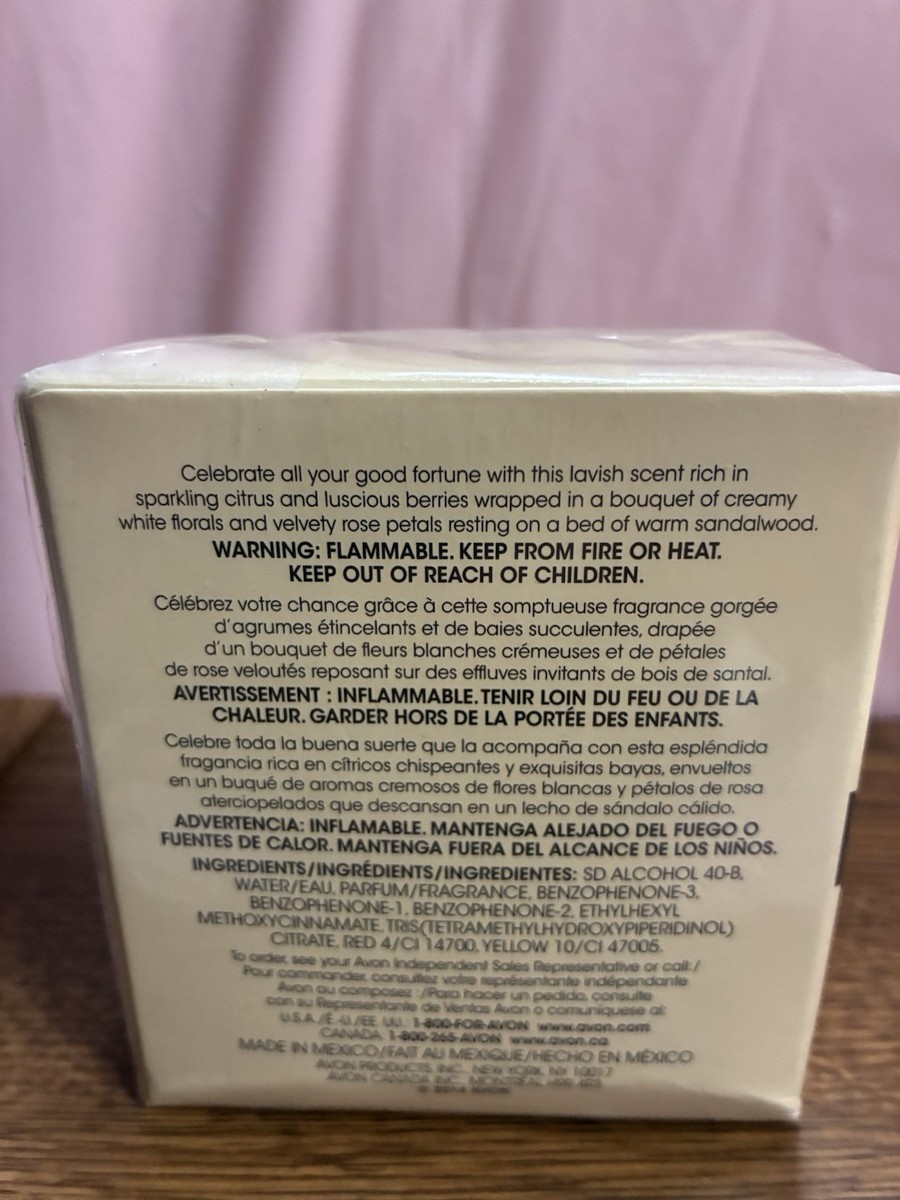 Celebrate all your good fortune with this lavish scent rich in
sparkling citrus and luscious berries wrapped in a bouquet of creamy
white florals and velvety rose petals resting on a bed of warm sandalwood.
WARNING: FLAMMABLE. KEEP FROM FIRE OR HEAT.
KEEP OUT OF REACH OF CHILDREN.
Célébrez votre chance grâce à cette somptueuse fragrance gorgée
d'agrumes étincelants et de baies succulentes, drapée
d'un bouquet de fleurs blanches crémeuses et de pétales
de rose veloutés reposant sur des effluves invitants de bois de santal.
AVERTISSEMENT : INFLAMMABLE. TENIR LOIN DU FEU OU DE LA
CHALEUR. GARDER HORS DE LA PORTÉE DES ENFANTS.
Celebre toda la buena suerte que la acompaña con esta espléndida
fragancia rica en cítricos chispeantes y exquisitas bayas, envueltos
en un buqué de aromas cremosos de flores blancas y pétalos de rosa
aterciopelados que descansan en un lecho de sándalo cálido.
ADVERTENCIA: INFLAMABLE. MANTENGA ALEJADO DEL FUEGO O
FUENTES DE CALOR. MANTENGA FUERA DEL ALCANCE DE LOS NIÑOS.
INGREDIENTS/INGRÉDIENTS/INGREDIENTES: SD ALCOHOL 40-B,
WATER/EAU, PARFUM/FRAGRANCE, BENZOPHENONE-3,
BENZOPHENONE-1, BENZOPHENONE-2, ETHYLHEXYL
METHOXYCINNAMATE, TRIS(TETRAMETHYLHYDROXYPIPERIDINOL)
CITRATE, RED 4/CI 14700, YELLOW 10/CI 47005.
To order, see your Avon Independent Sales Representative or call:/
Pour commander, consultez votre représentante indépendante
Avon ou composez :/Para hacer un pedido, consulte
con su Representante de Ventas Avon o comuníquese al:
U.S.A./É.-U./EE. UU. 1-800-FOR-AVON www.avon.com
CANADA 1-800-265-AVON www.avon.ca
MADE IN MEXICO/FAIT AU MEXIQUE/HECHO EN MÉXICO
AVON PRODUCTS, INC., NEW YORK, NY 10017
AVON CANADA INC., MONTRÉAL
AVON